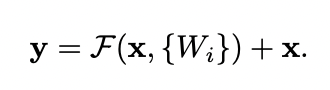 y = F(x, {Wᵢ}) + x.